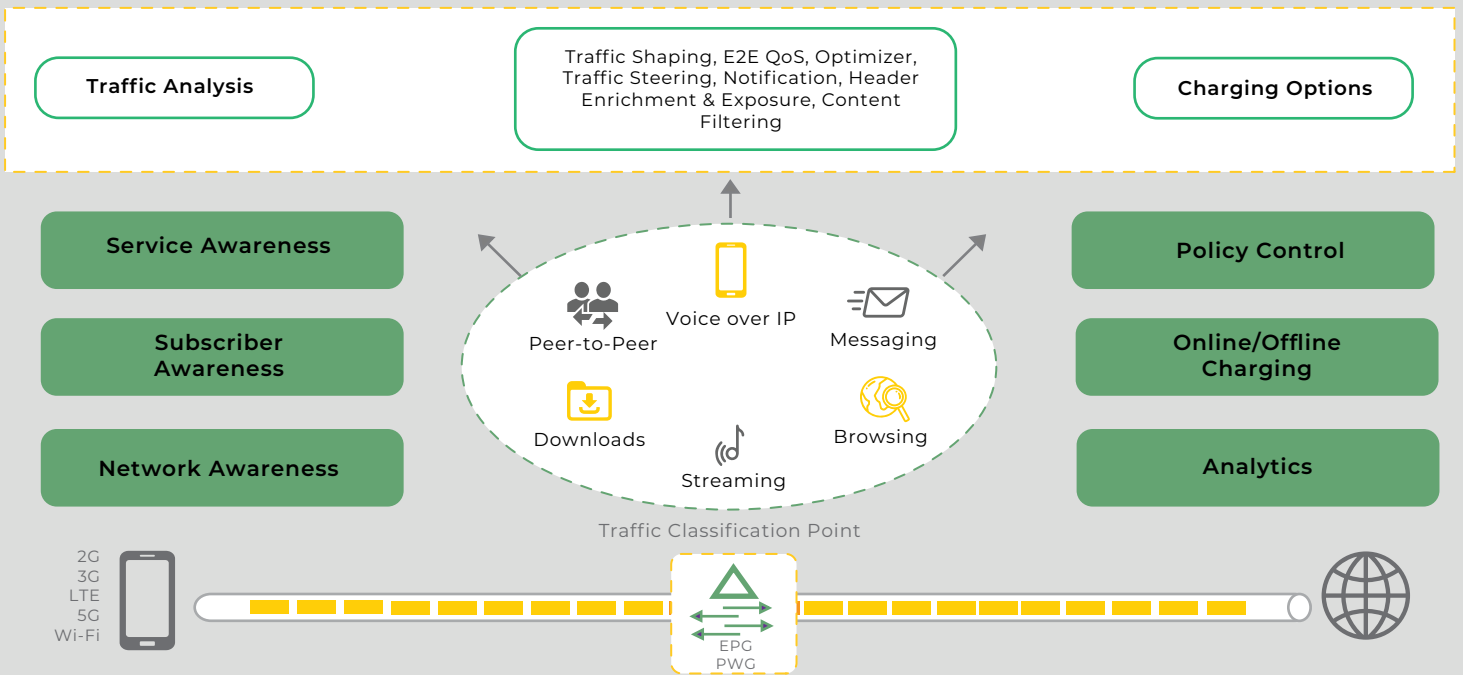 Traffic Analysis
Traffic Shaping, E2E QoS, Optimizer,
Traffic Steering, Notification, Header
Enrichment & Exposure, Content
Filtering
Charging Options
Service Awareness
Subscriber
Awareness
Network Awareness
Voice over IP
Peer-to-Peer
Messaging
Downloads
Browsing
Streaming
Policy Control
Online/Offline
Charging
Analytics
Traffic Classification Point
2G
3G
LTE
5G
Wi-Fi
EPG
PWG